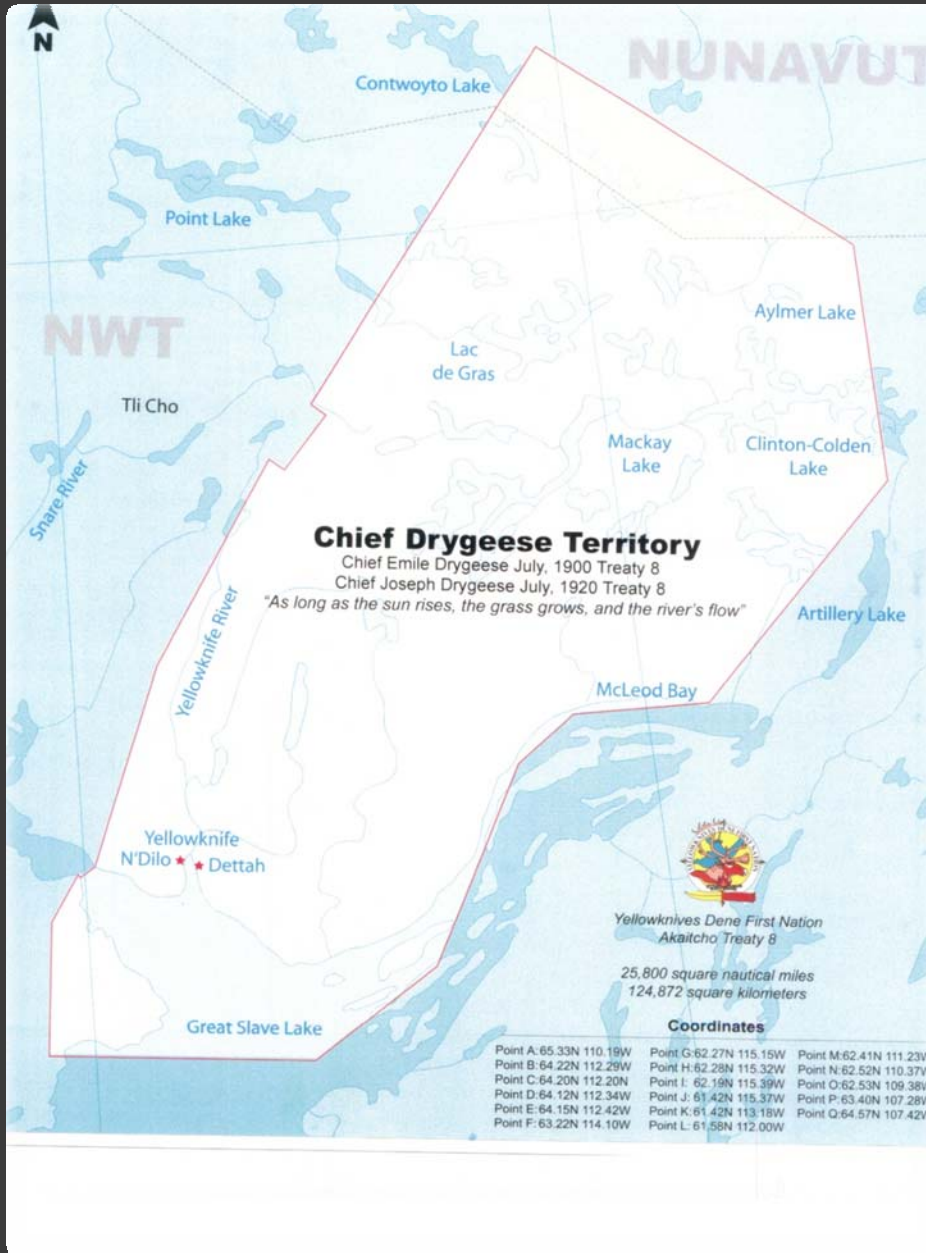 N
NUNAVUT
Contwoyto Lake
Point Lake
NWT
Aylmer Lake
Lac
de Gras
Tli Cho
Mackay
Lake
Clinton-Colden
Lake
Snare River
Chief Drygeese Territory
Chief Emile Drygeese July, 1900 Treaty 8
Chief Joseph Drygeese July, 1920 Treaty 8
"As long as the sun rises, the grass grows, and the river's flow"
Yellowknife River
Artillery Lake
McLeod Bay
Yellowknife
N'Dilo
Dettah
Yellowknives Dene First Nation
Akaitcho Treaty 8
25,800 square nautical miles
124,872 square kilometers
Great Slave Lake
Coordinates
Point A:65.33N 110.19W
Point B:64.22N 112.29W
Point C:64.20N 112.20N
Point D:64.12N 112.34W
Point E:64.15N 112.42W
Point F:63.22N 114.10W
Point G:62.27N 115.15W
Point H:62.28N 115.32W
Point I: 62.19N 115.39W
Point J: 61.42N 115.37W
Point K:61.42N 113.18W
Point L: 61.58N 112.00W
Point M:62.41N 111.23W
Point N:62.52N 110.37W
Point O:62.53N 109.38W
Point P:63.40N 107.28W
Point Q:64.57N 107.42W